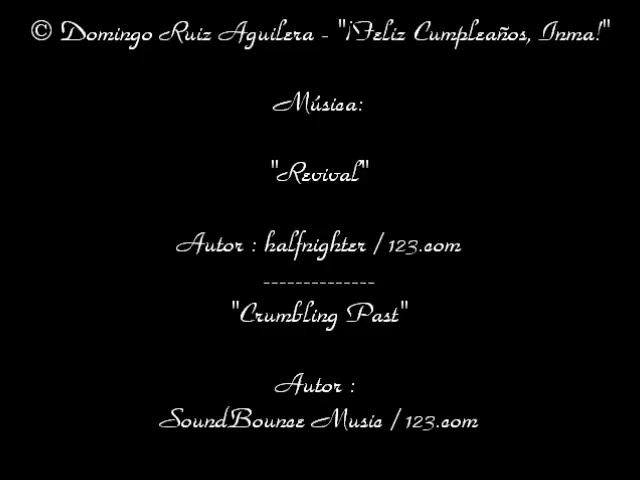 © Domingo Ruiz Aguilera - "¡Feliz Cumpleaños, Inma!"
Música:
"Revival"
Autor : halfnighter / 123.com
--------------
"Crumbling Past"
Autor :
SoundBounce Music / 123.com